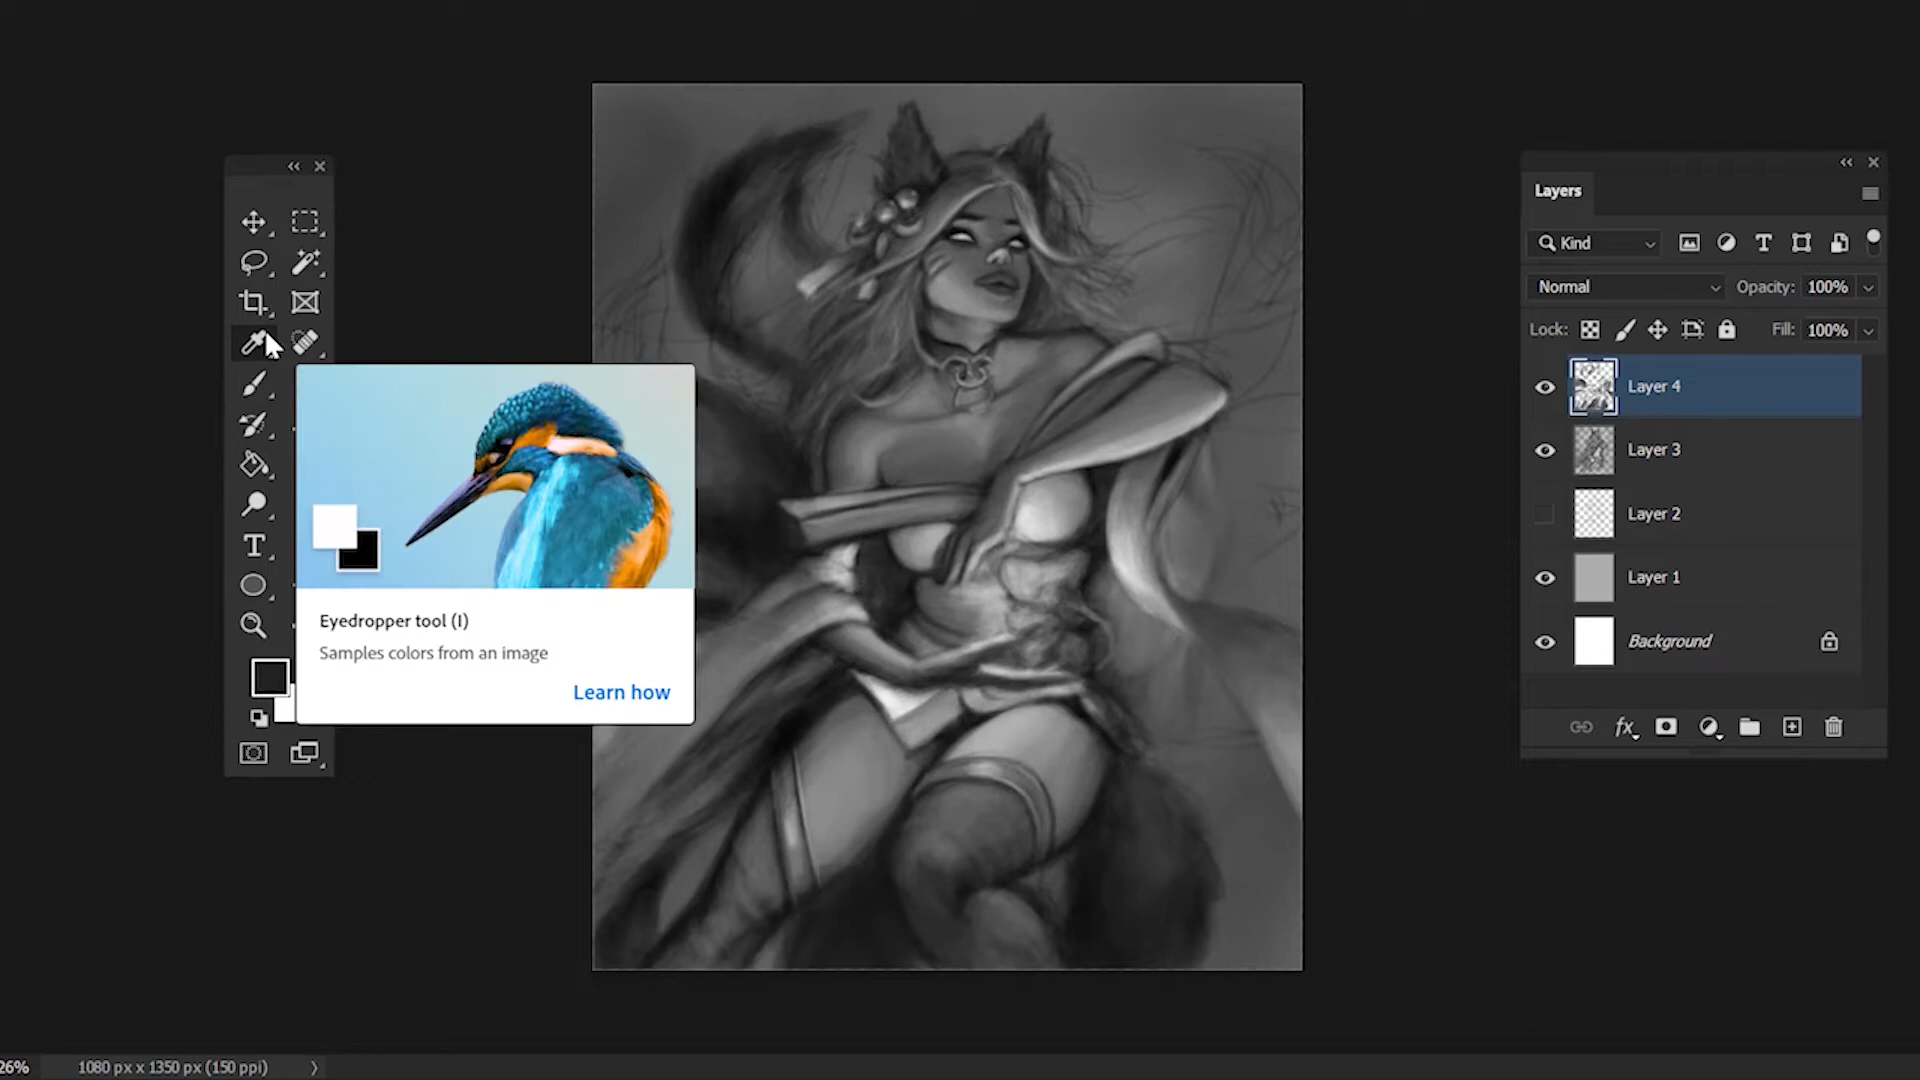 Layers
Kind
Normal
Opacity: 100%
Lock:
Fill: 100%
Layer 4
Layer 3
Layer 2
Layer 1
Background
fx
T
Eyedropper tool (I)
Samples colors from an image
Learn how
26%
1080 px x 1350 px (150 ppi)